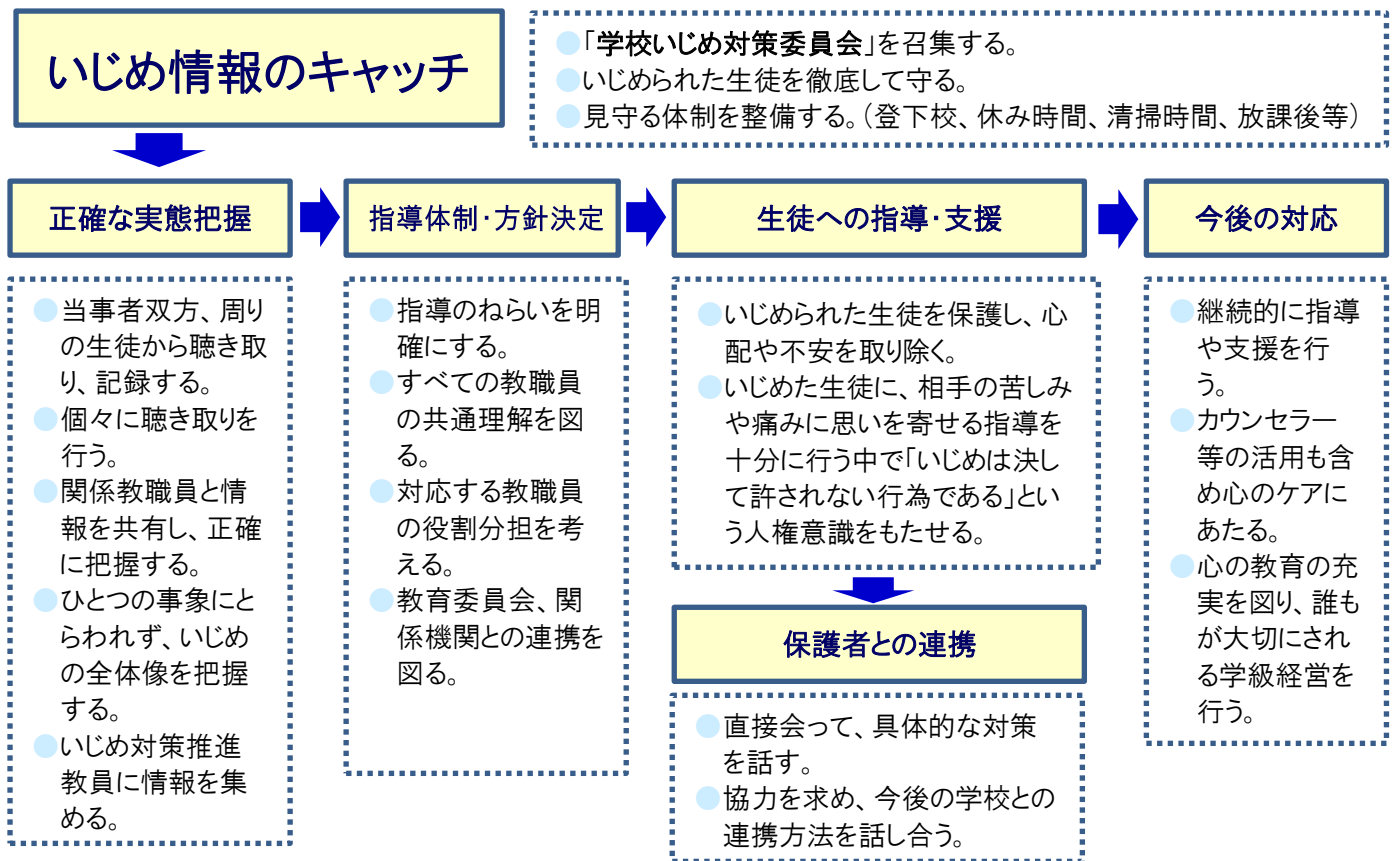 いじめ情報のキャッチ
●「学校いじめ対策委員会」を召集する。
●いじめられた生徒を徹底して守る。
●見守る体制を整備する。（登下校、休み時間、清掃時間、放課後等）
正確な実態把握
●当事者双方、周り
の生徒から聴き取
り、記録する。
●個々に聴き取りを
行う。
●関係教職員と情
報を共有し、正確
に把握する。
●ひとつの事象にと
らわれず、いじめ
の全体像を把握
する。
●いじめ対策推進
教員に情報を集
める。
指導体制・方針決定
●指導のねらいを明
確にする。
●すべての教職員
の共通理解を図
る。
●対応する教職員
の役割分担を考
える。
●教育委員会、関
係機関との連携を
図る。
生徒への指導・支援
●いじめられた生徒を保護し、心
配や不安を取り除く。
●いじめた生徒に、相手の苦しみ
や痛みに思いを寄せる指導を
十分に行う中で「いじめは決し
て許されない行為である」とい
う人権意識をもたせる。
保護者との連携
●直接会って、具体的な対策
を話す。
●協力を求め、今後の学校との
連携方法を話し合う。
今後の対応
●継続的に指導
や支援を行
う。
●カウンセラー
等の活用も含
め心のケアに
あたる。
●心の教育の充
実を図り、誰も
が大切にされ
る学級経営を
行う。